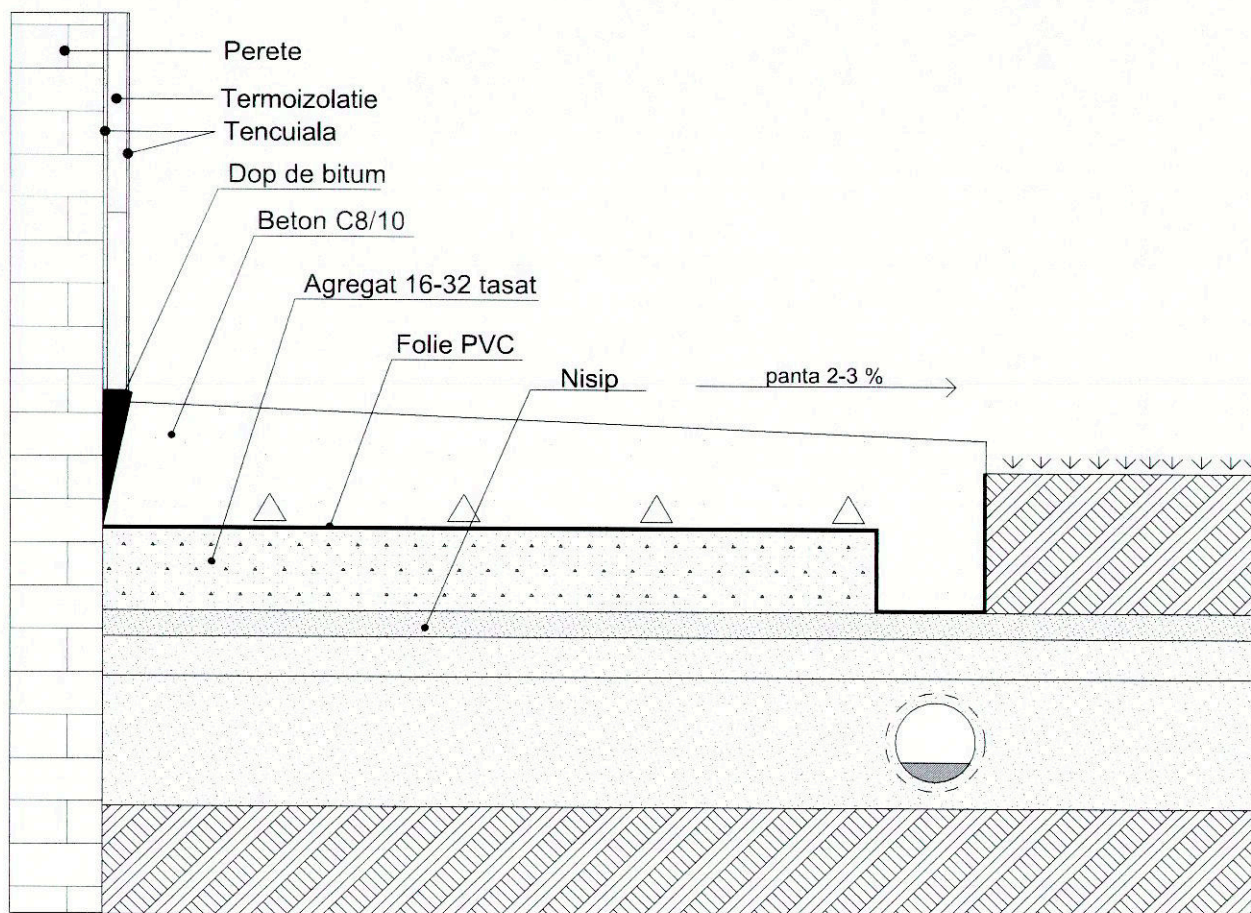 Perete
Termoizolatie
Tencuiala
Dop de bitum
Beton C8/10
Agregat 16-32 tasat
Folie PVC
Nisip
panta 2-3 %